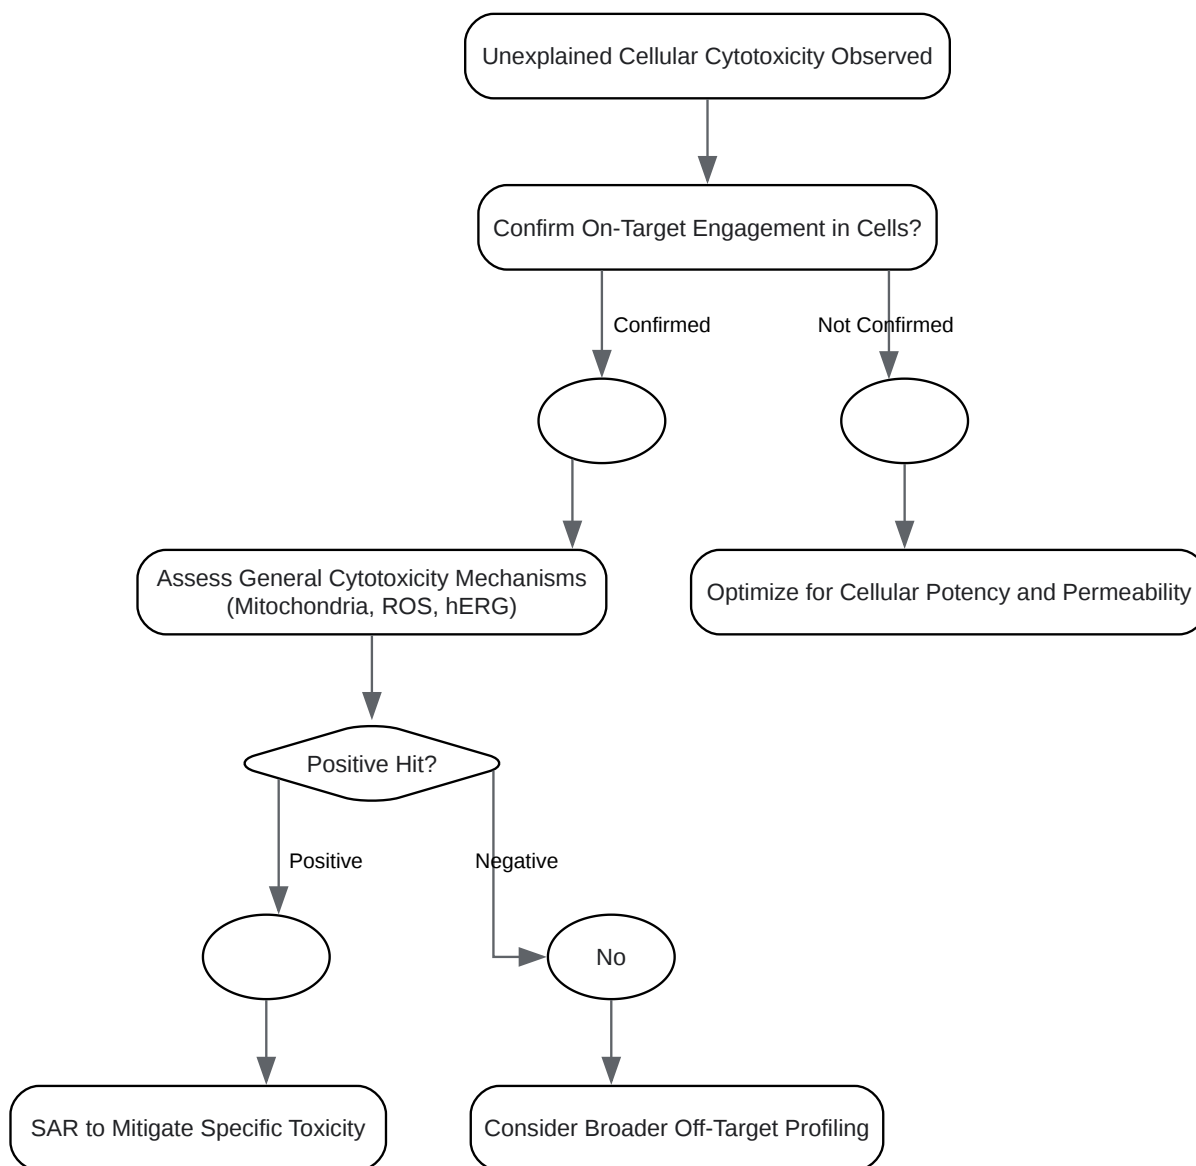 Unexplained Cellular Cytotoxicity Observed
Confirm On-Target Engagement in Cells?
Confirmed
Not Confirmed
Assess General Cytotoxicity Mechanisms
(Mitochondria, ROS, hERG)
Optimize for Cellular Potency and Permeability
Positive Hit?
Positive
Negative
No
SAR to Mitigate Specific Toxicity
Consider Broader Off-Target Profiling